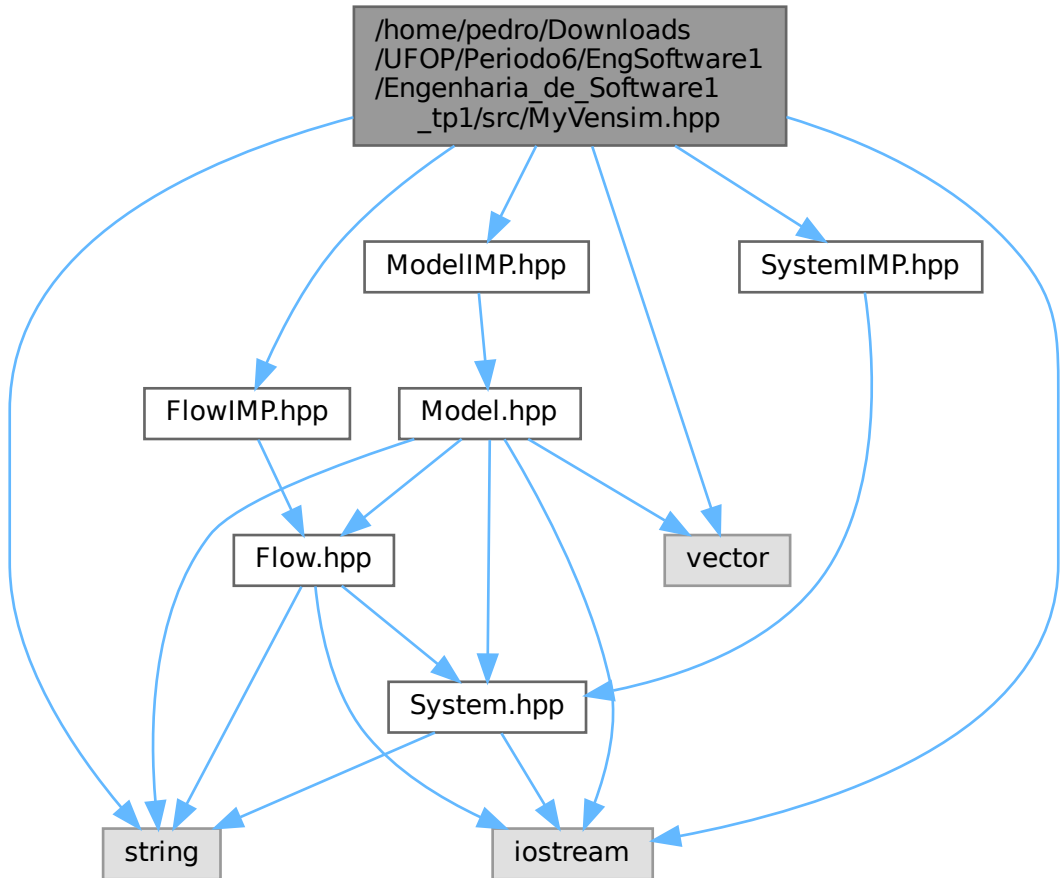 /home/pedro/Downloads
/UFOP/Periodo6/EngSoftware1
/Engenharia_de_Software1
_tp1/src/MyVensim.hpp
ModelIMP.hpp
SystemIMP.hpp
FlowIMP.hpp
Model.hpp
Flow.hpp
vector
System.hpp
string
iostream